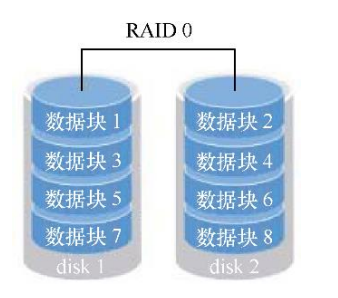 RAID 0
数据块 1
数据块 2
数据块 3
数据块 4
数据块 5
数据块 6
数据块 7
数据块 8
disk 1
disk 2